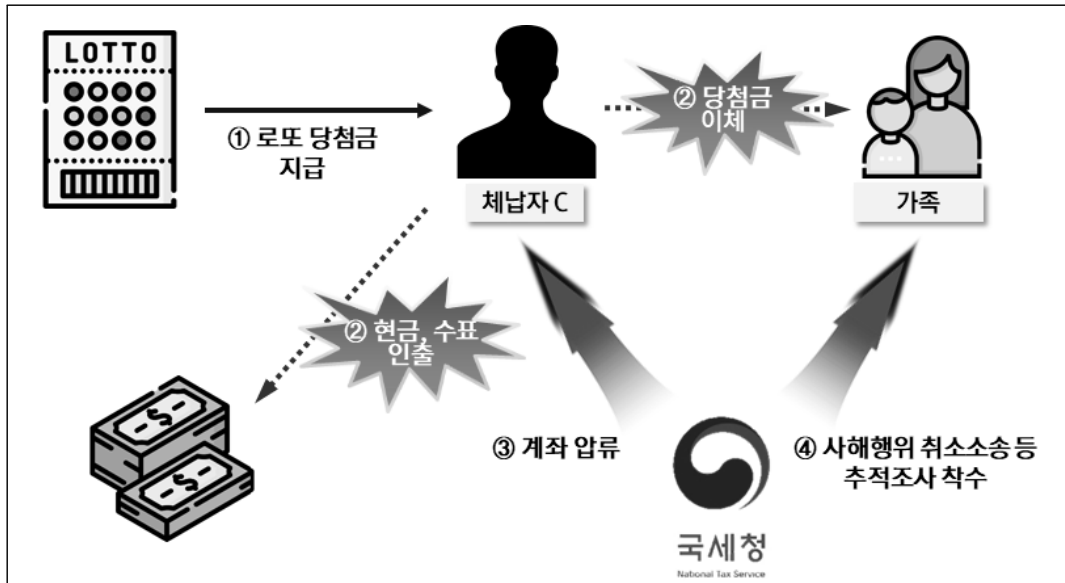 LOTTO
① 로또 당첨금
지급
② 당첨금
이체
체납자 C
가족
② 현금, 수표
인출
③ 계좌 압류
④ 사해행위 취소소송 등
추적조사 착수
국세청
National Tax Service